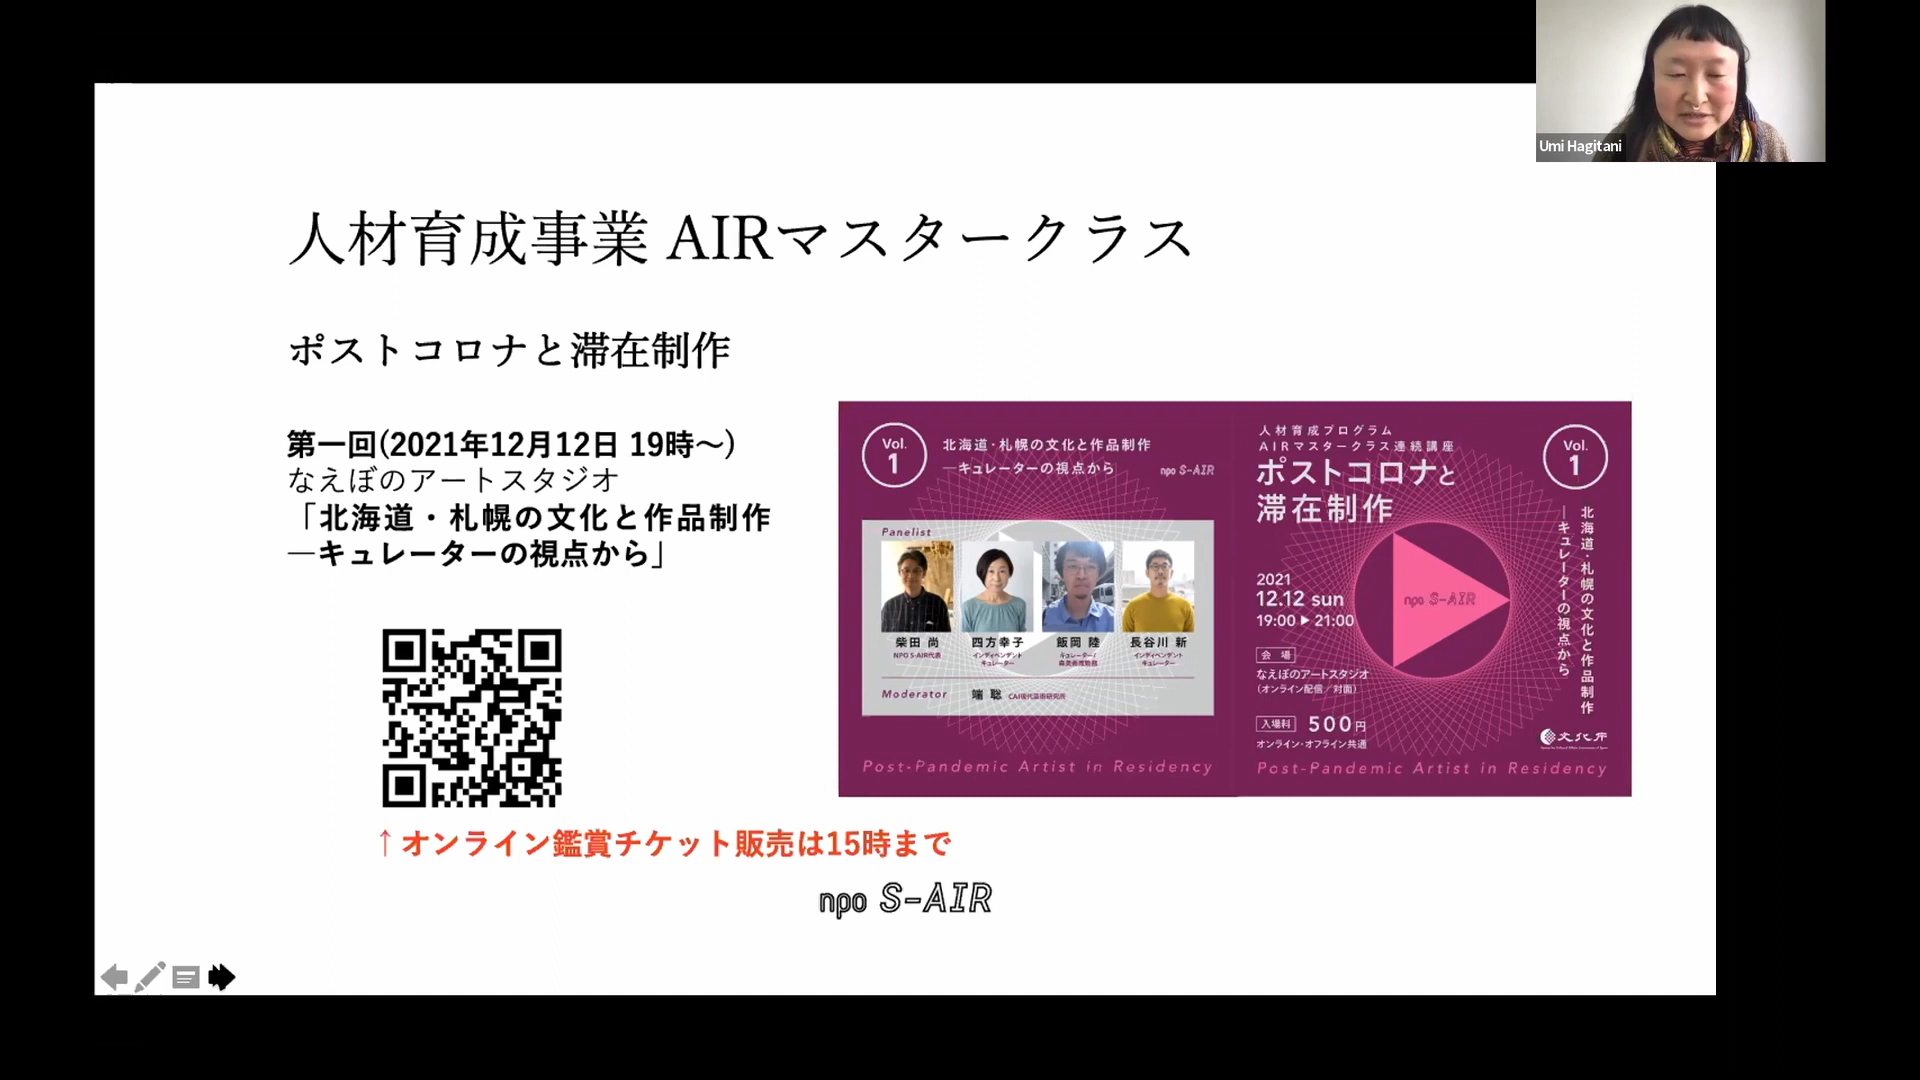 Umi Hagitani
人材育成事業 AIRマスタークラス
ポストコロナと滞在制作
第一回(2021年12月12日 19時～)
なえぼのアートスタジオ
「北海道・札幌の文化と作品制作
―キュレーターの視点から」
↑オンライン鑑賞チケット販売は15時まで
npo S-AIR
Vol.
1
北海道・札幌の文化と作品制作
―キュレーターの視点から
npo S-AIR
Panelist
柴田 尚
NPO S-AIR代表
四方幸子
インディペンデント
キュレーター
飯岡 陸
キュレーター/
森美術館勤務
長谷川 新
インディペンデント
キュレーター
Moderator
端 聡 CAI現代芸術研究所
Post-Pandemic Artist in Residency
人材育成プログラム
AIRマスタークラス連続講座
ポストコロナと
滞在制作
Vol.
1
北海道・札幌の文化と作品制作
―キュレーターの視点から
2021
12.12 sun
19:00▶21:00
npo S-AIR
会 場
なえぼのアートスタジオ
(オンライン配信/対面)
入場料 500円
オンライン・オフライン共通
文化庁
Post-Pandemic Artist in Residency